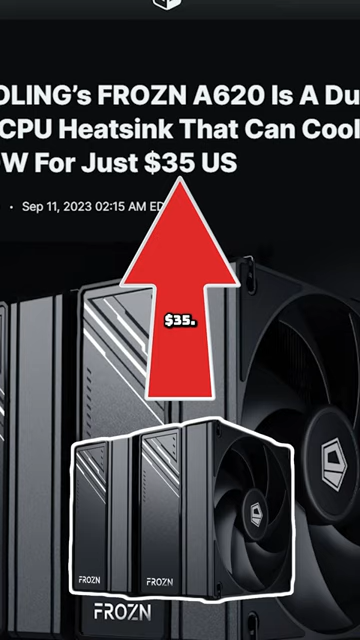 OLING's FROZN A620 Is A Du
CPU Heatsink That Can Cool
W For Just $35 US
• Sep 11, 2023 02:15 AM ED
$35.
FROZN
FROZN
FROZN